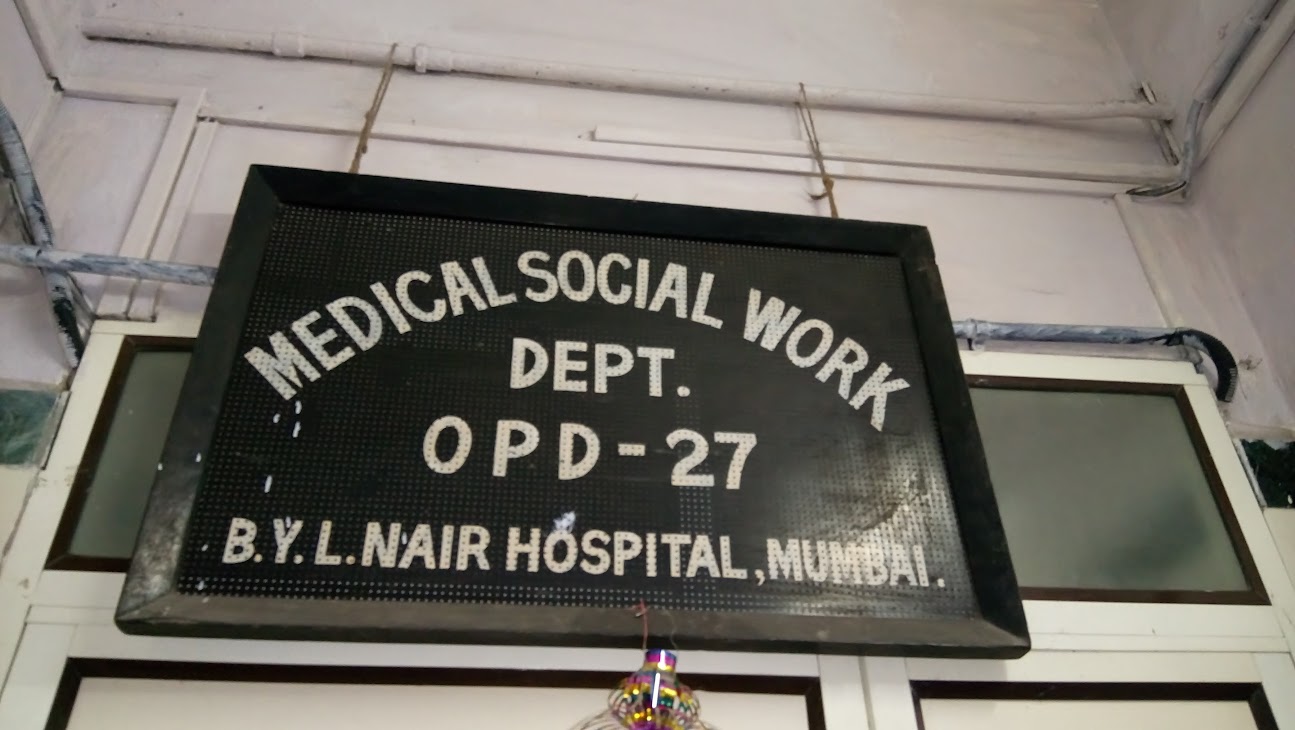 MEDICAL SOCIAL WORK
DEPT.
OPD-27
B.Y.L.NAIR HOSPITAL, MUMBAI.